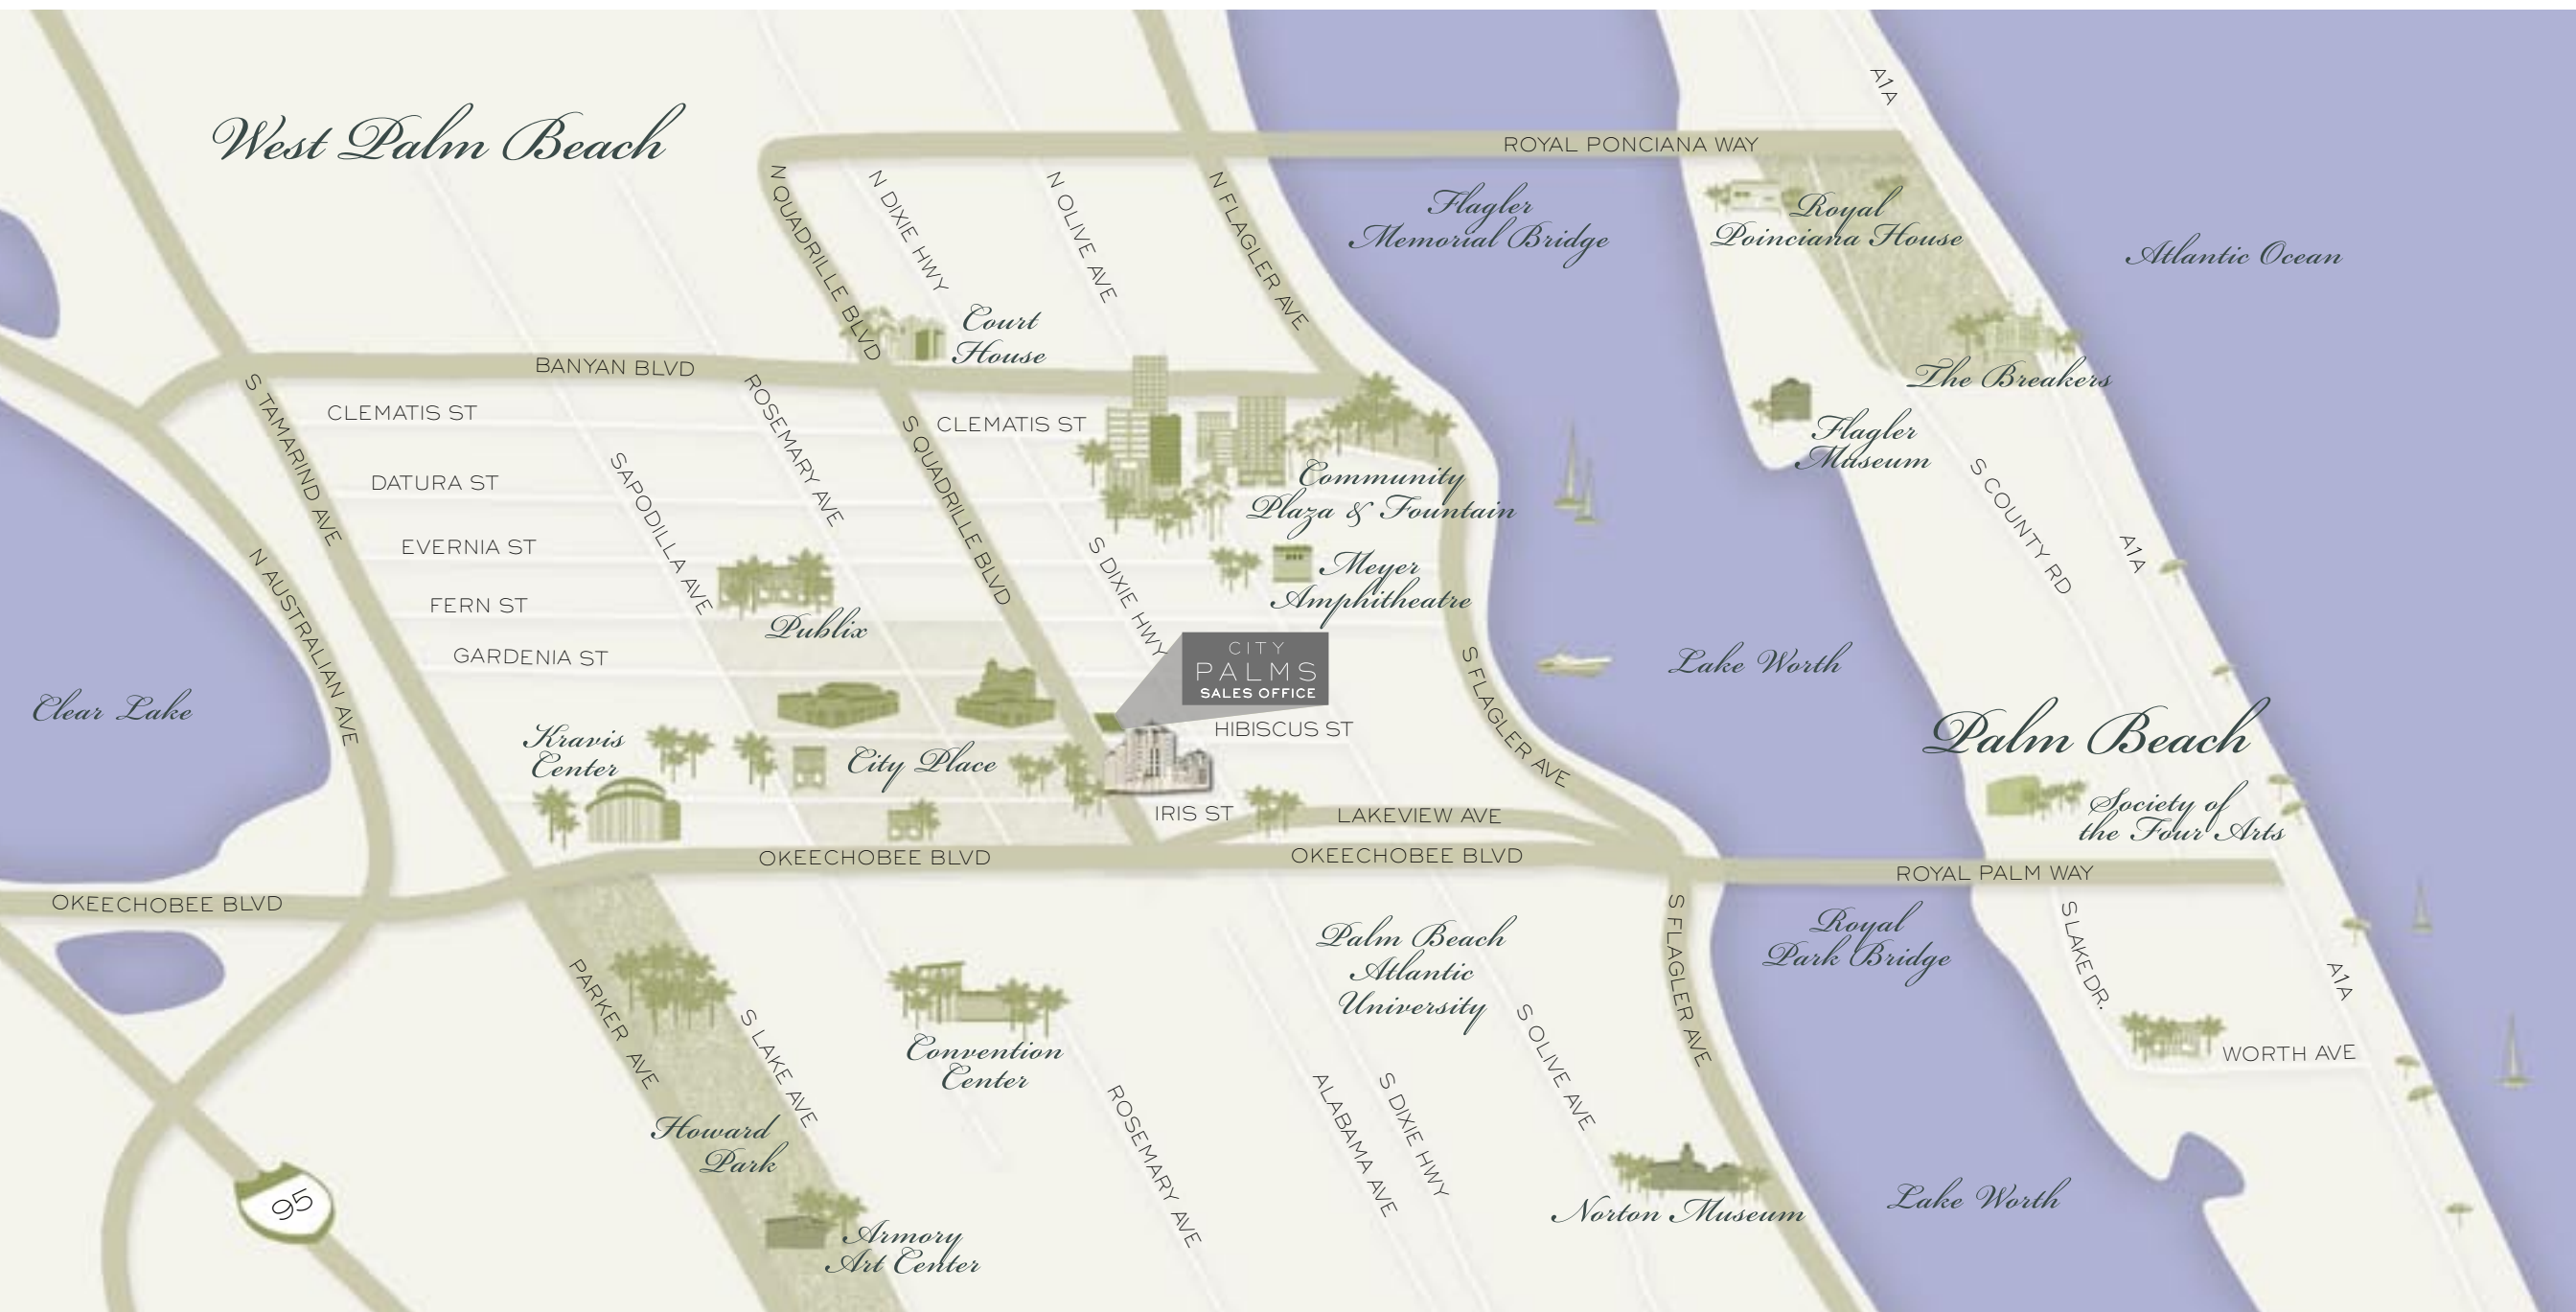 A1A
West Palm Beach
ROYAL PONCIANA WAY
N QUADRILLE BLVD
N DIXIE HWY
N OLIVE AVE
N FLAGLER AVE
Flagler
Memorial Bridge
Royal
Poinciana House
Atlantic Ocean
Court
House
BANYAN BLVD
The Breakers
S TAMARIND AVE
CLEMATIS ST
ROSEMARY AVE
S QUADRILLE BLVD
CLEMATIS ST
Flagler
Museum
Community
Plaza & Fountain
DATURA ST
SAPODILLA AVE
S COUNTY RD
A1A
EVERNIA ST
N AUSTRALIAN AVE
S DIXIE HWY
Meyer
Amphitheatre
FERN ST
Publix
GARDENIA ST
CITY
PALMS
SALES OFFICE
S FLAGLER AVE
Lake Worth
Clear Lake
Palm Beach
Kravis
Center
City Place
HIBISCUS ST
IRIS ST
LAKEVIEW AVE
Society of
the Four Arts
OKEECHOBEE BLVD
OKEECHOBEE BLVD
ROYAL PALM WAY
OKEECHOBEE BLVD
S FLAGLER AVE
Royal
Park Bridge
S LAKE DR.
A1A
Palm Beach
Atlantic
University
PARKER AVE
S LAKE AVE
Convention
Center
S OLIVE AVE
WORTH AVE
Howard
Park
ROSEMARY AVE
ALABAMA AVE
S DIXIE HWY
95
Norton Museum
Lake Worth
Armory
Art Center